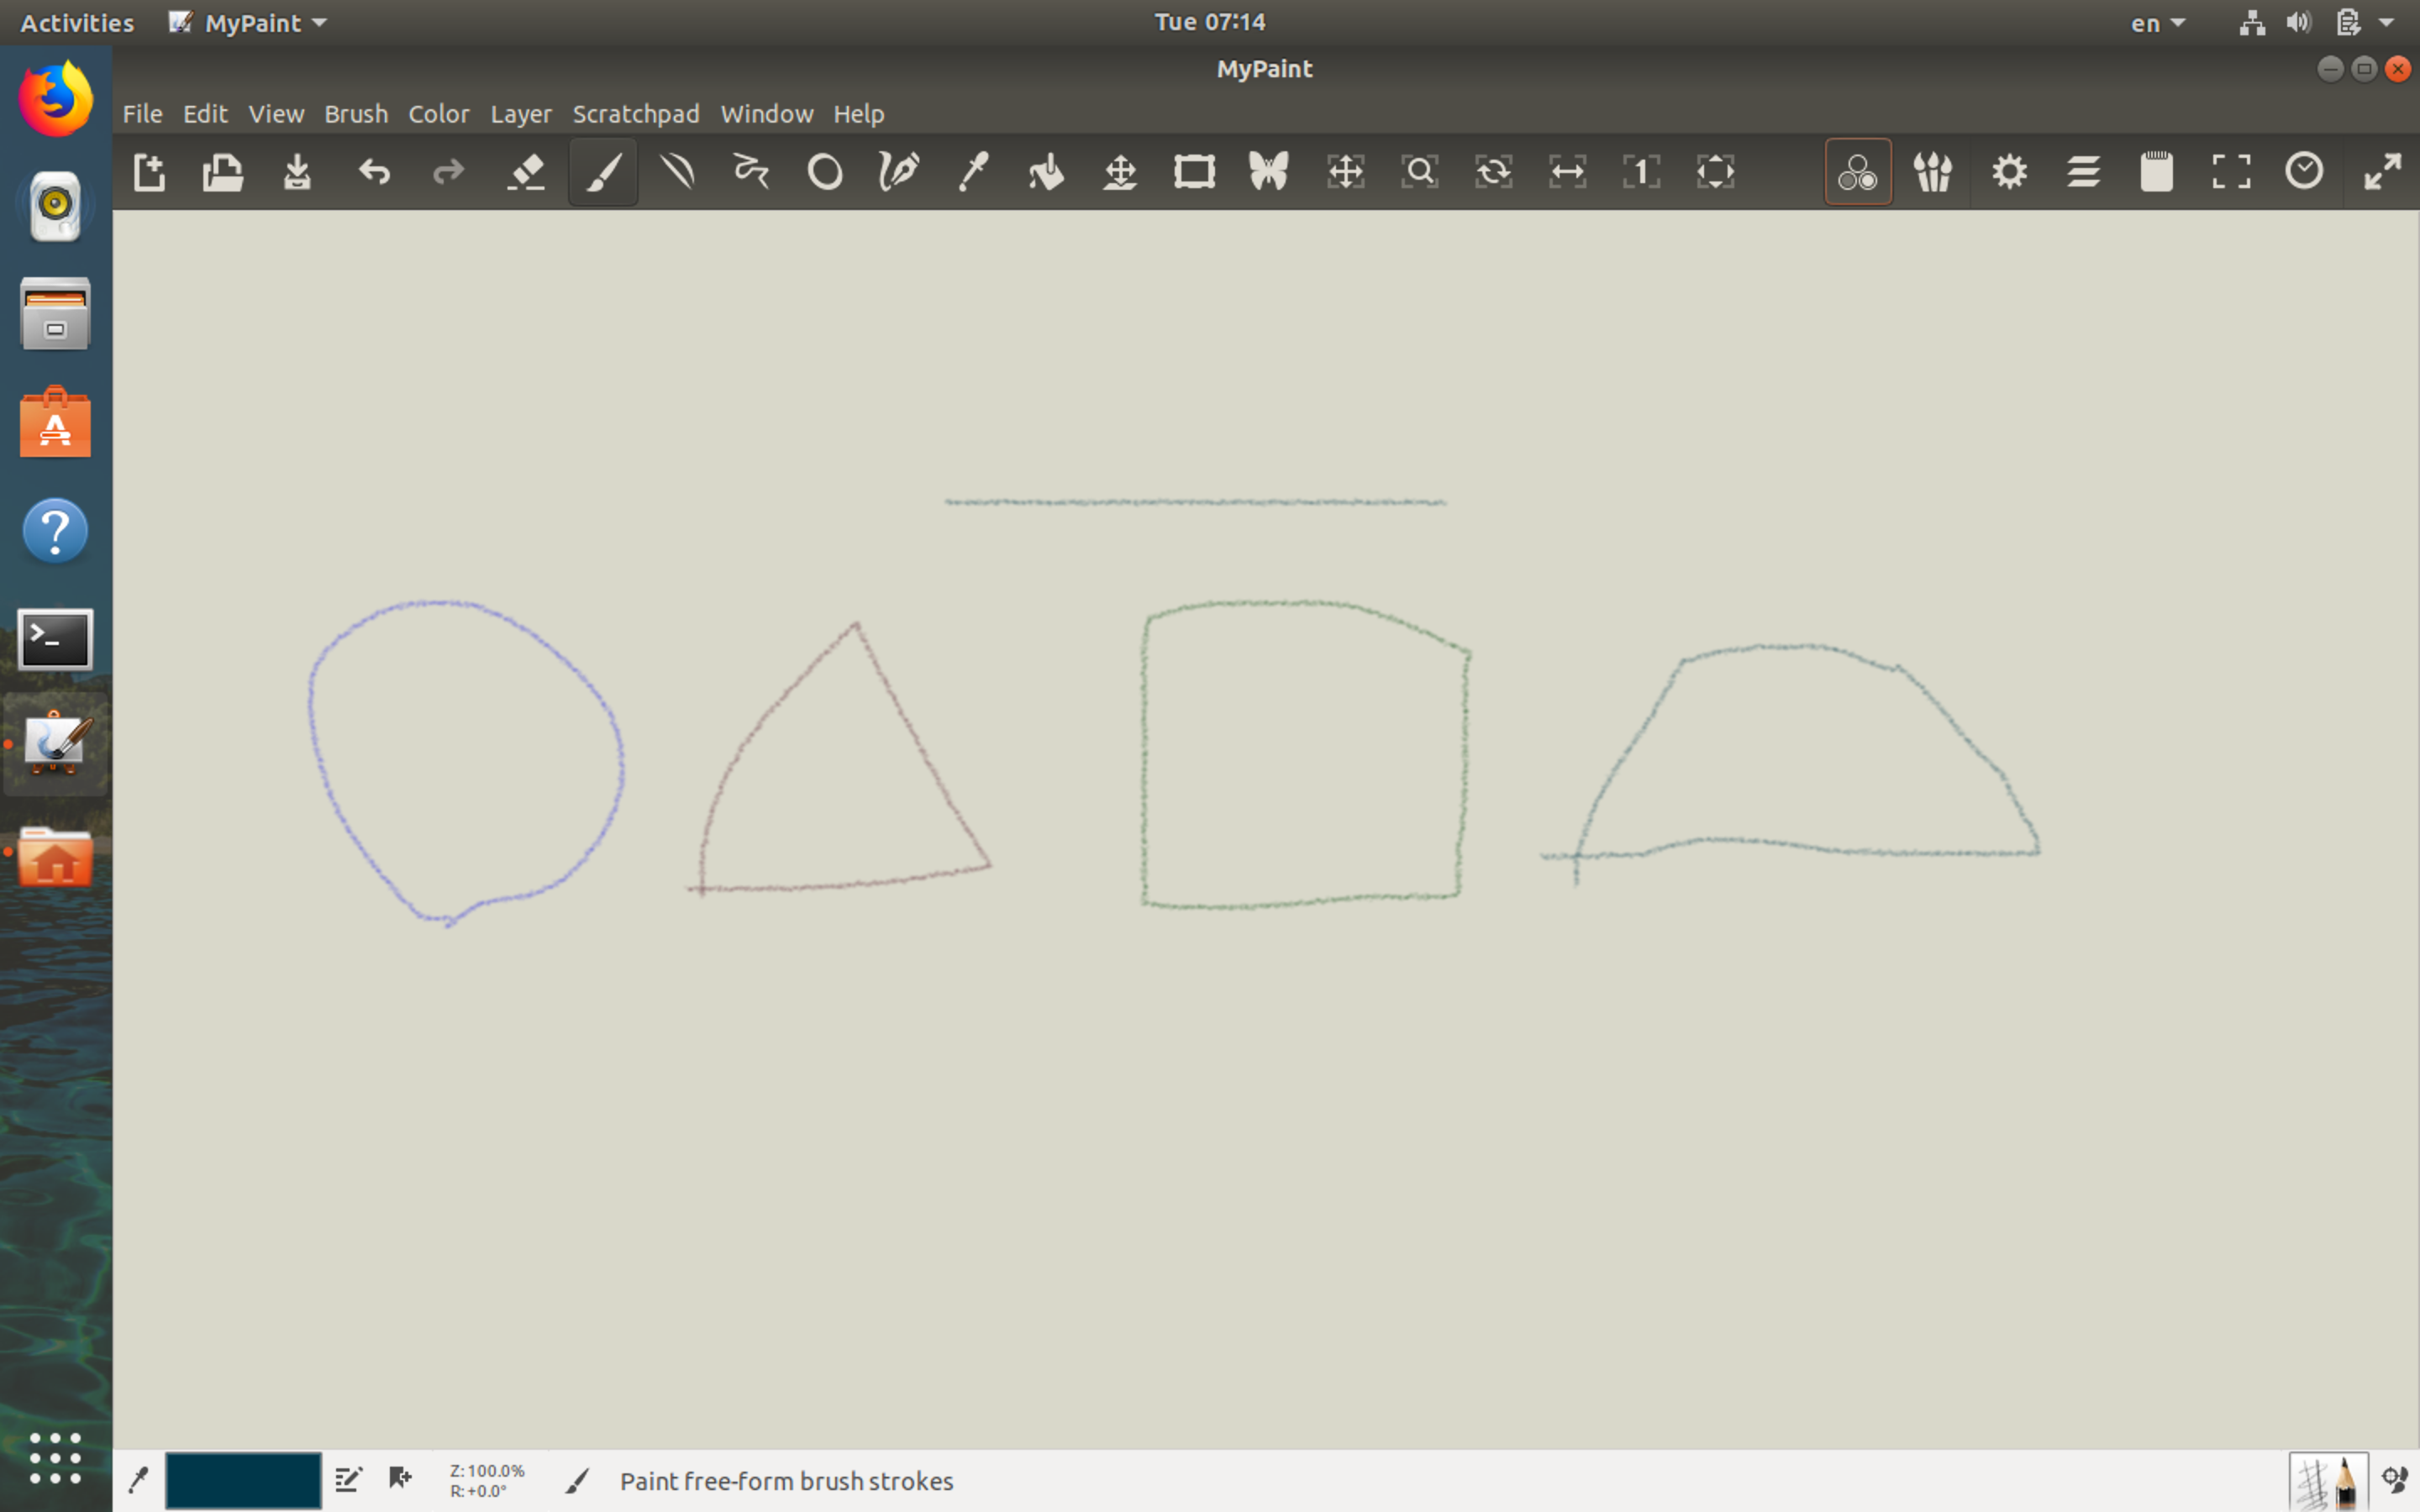 Activities MyPaint Tue 07:14 en
MyPaint
File Edit View Brush Color Layer Scratchpad Window Help
1
Z: 100.0%
R: +0.0°
Paint free-form brush strokes